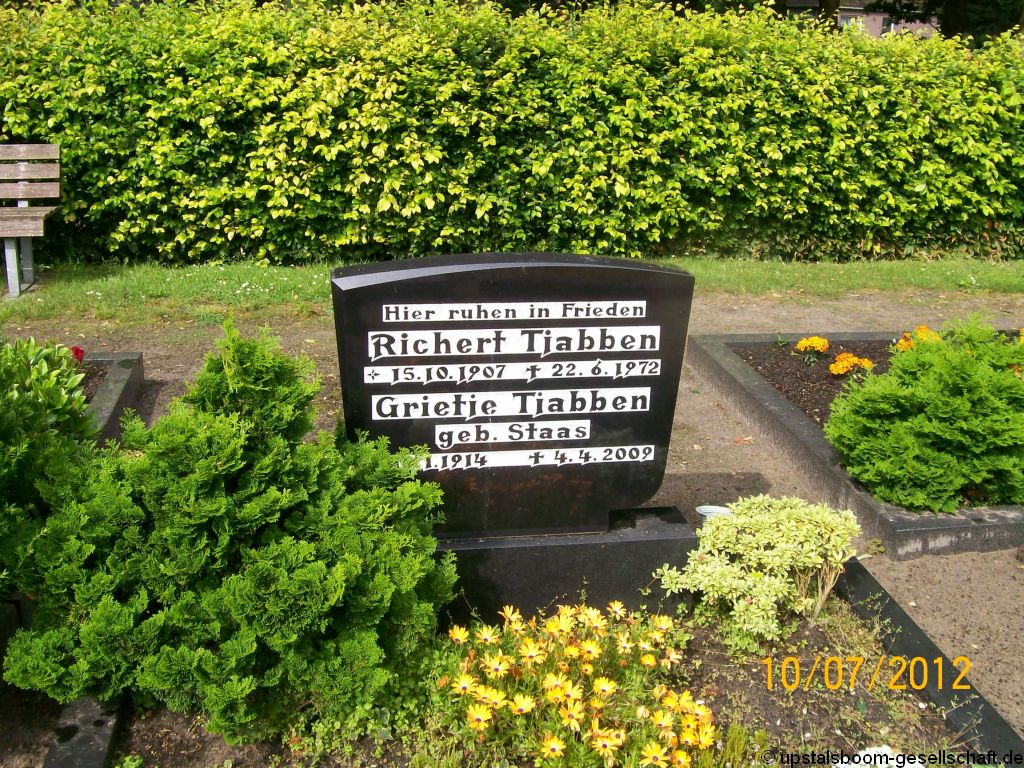 Hier ruhen in Frieden
Richert Tjabben
15.10.1907 22.6.1972
Grietje Tjabben
geb. Staas
1914 4.4.2009
10/07/2012
© upstalsboom-gesellschaft.de